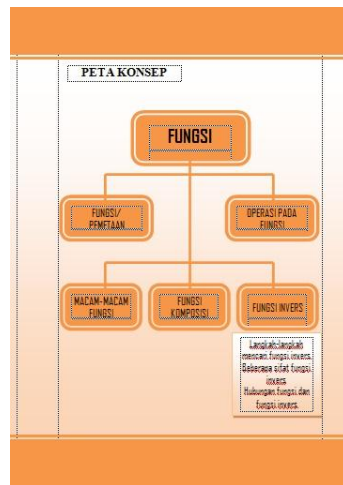 PETA KONSEP
FUNGSI
FUNGSI/
PEMETAAN
OPERASI PADA
FUNGSI
MACAM-MACAM
FUNGSI
FUNGSI
KOMPOSISI
FUNGSI INVERS
Langkah-langkah
mencari fungsi invers
Beberapa sifat fungsi
invers
Hubungan fungsi dan
fungsi invers